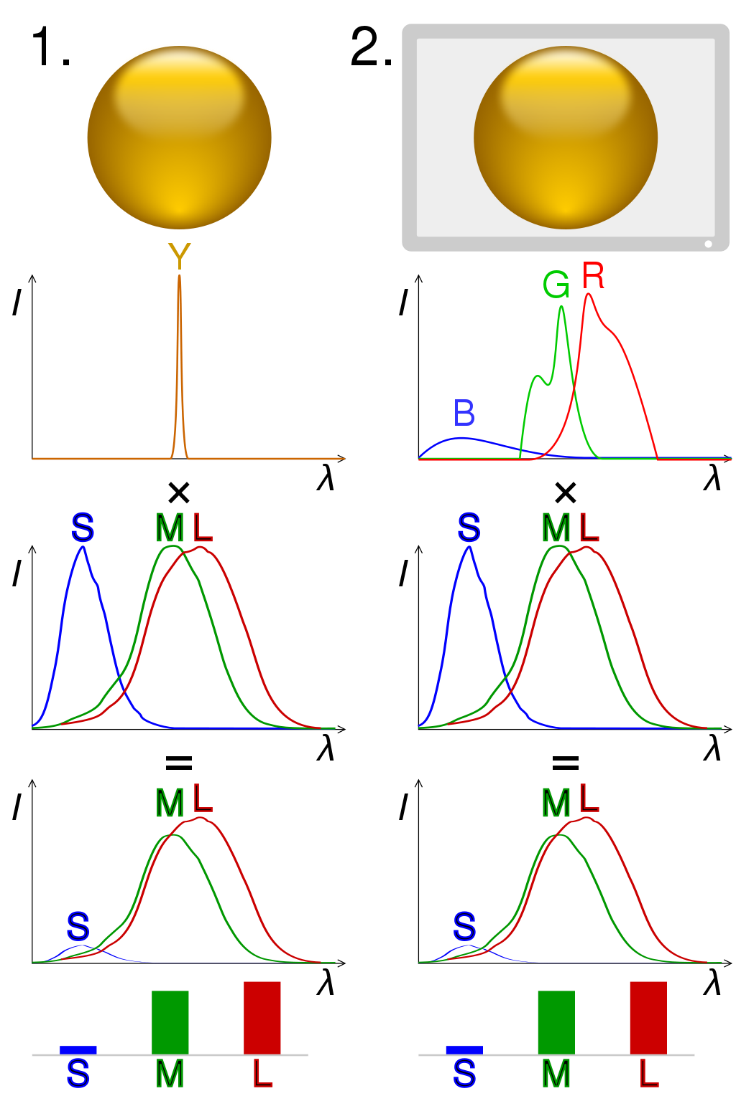 1. 2.
Y
I
λ
B G R
I
λ
×
×
S M L
I
λ
S M L
I
λ
=
=
S M L
I
λ
S M L
I
λ
S M L
S M L